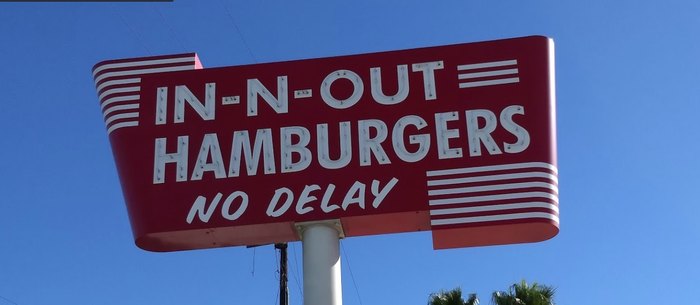 IN-N-OUT
HAMBURGERS
NO DELAY